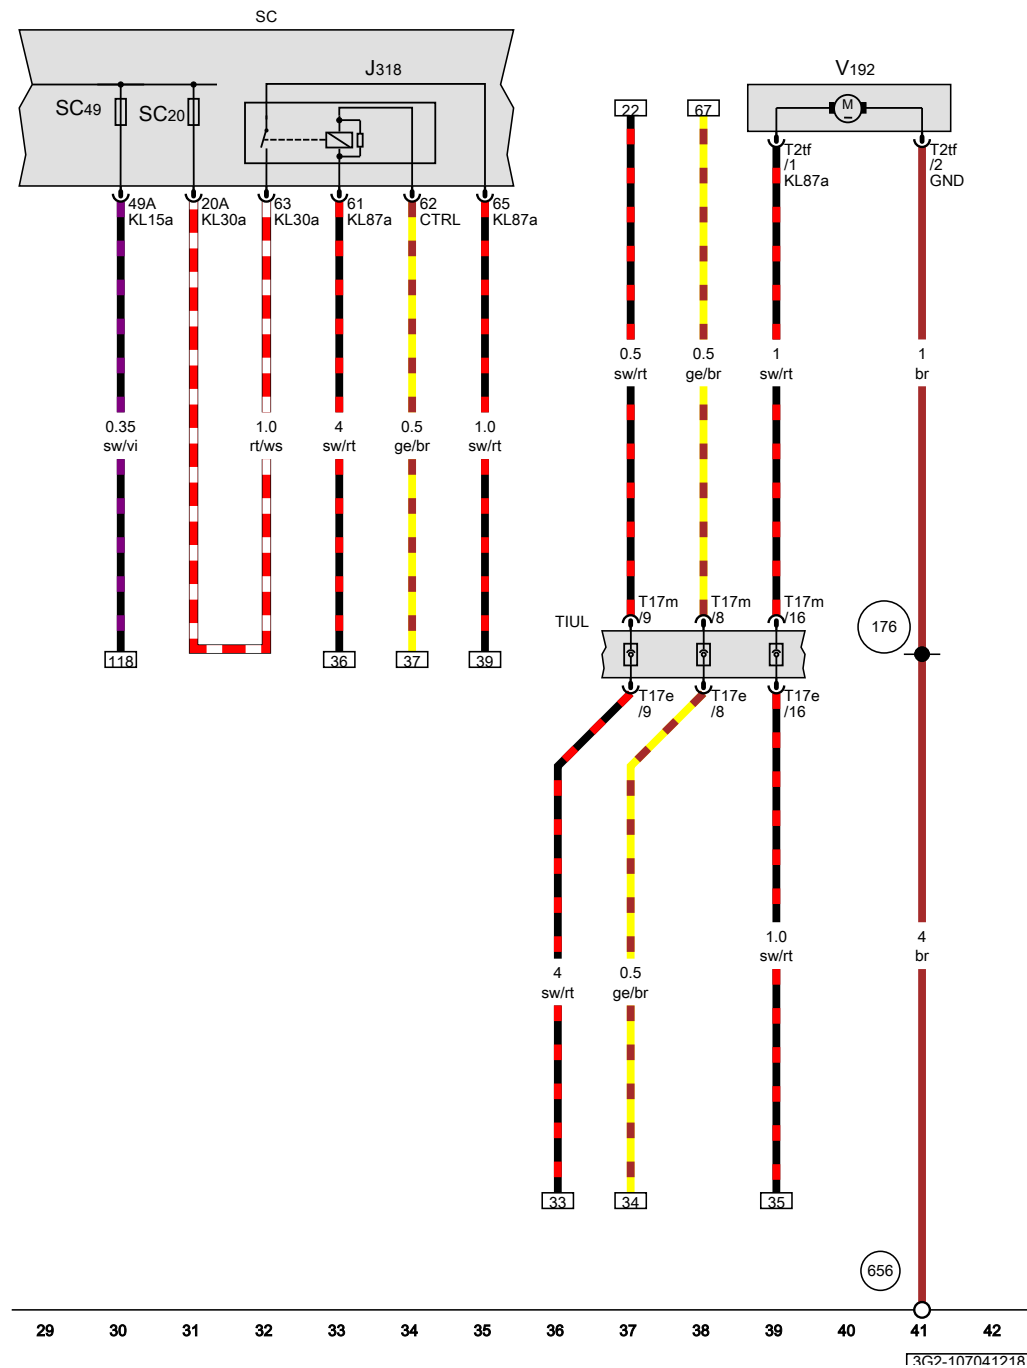 SC
J318
V192
SC49
SC20
M
22
67
T2tf
/1
KL87a
T2tf
/2
GND
49A
KL15a
20A
KL30a
63
KL30a
61
KL87a
62
CTRL
65
KL87a
0.5
sw/rt
0.5
ge/br
1
sw/rt
1
br
0.35
sw/vi
1.0
rt/ws
4
sw/rt
0.5
ge/br
1.0
sw/rt
T17m
/9
T17m
/8
T17m
/16
TIUL
176
118
36
37
39
T17e
/9
T17e
/8
T17e
/16
1.0
sw/rt
4
br
4
sw/rt
0.5
ge/br
33
34
35
656
29 30 31 32 33 34 35 36 37 38 39 40 41 42
3G2-107041218